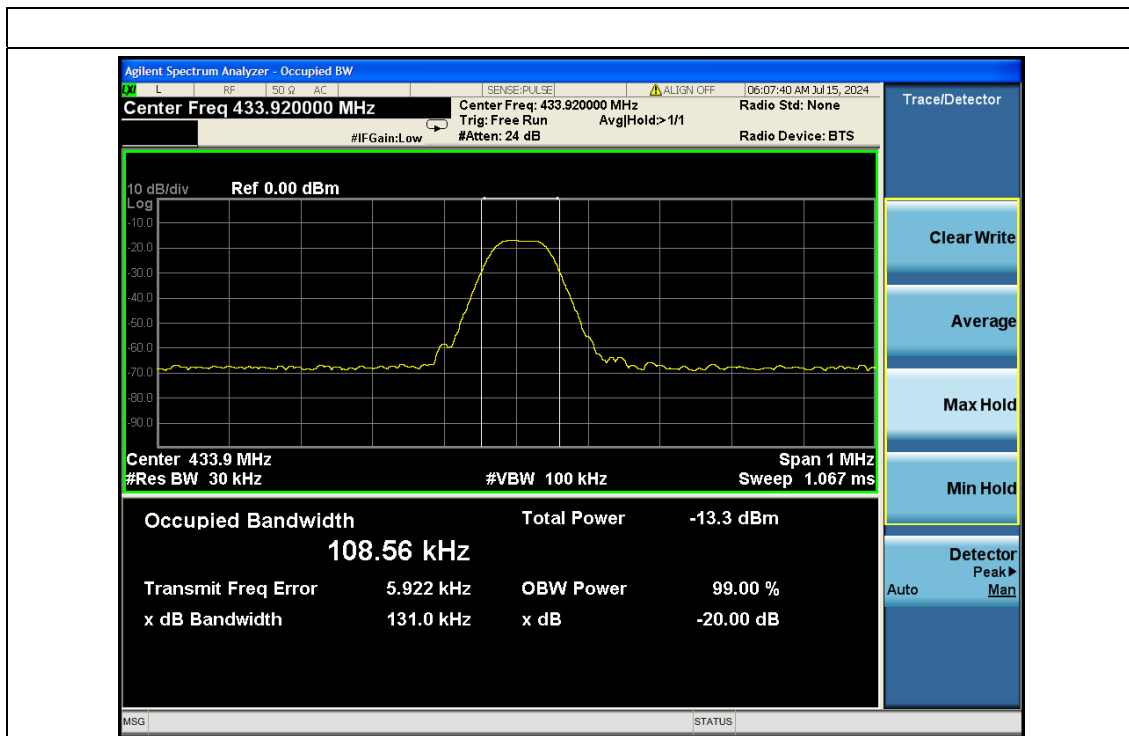 Agilent Spectrum Analyzer - Occupied BW
LXI L RF 50 Ω AC SENSE:PULSE ALIGN OFF 06:07:40 AM Jul 15, 2024
Center Freq 433.920000 MHz
Center Freq: 433.920000 MHz
Radio Std: None
Trig: Free Run Avg|Hold:>1/1
#IFGain:Low
#Atten: 24 dB
Radio Device: BTS
10 dB/div Ref 0.00 dBm
Log
-10.0
-20.0
-30.0
-40.0
-50.0
-60.0
-70.0
-80.0
-90.0
Center 433.9 MHz Span 1 MHz
#Res BW 30 kHz #VBW 100 kHz Sweep 1.067 ms
Occupied Bandwidth Total Power -13.3 dBm
108.56 kHz
Transmit Freq Error 5.922 kHz OBW Power 99.00 %
x dB Bandwidth 131.0 kHz x dB -20.00 dB
MSG STATUS
Trace/Detector
Clear Write
Average
Max Hold
Min Hold
Detector
Peak▶
Auto Man